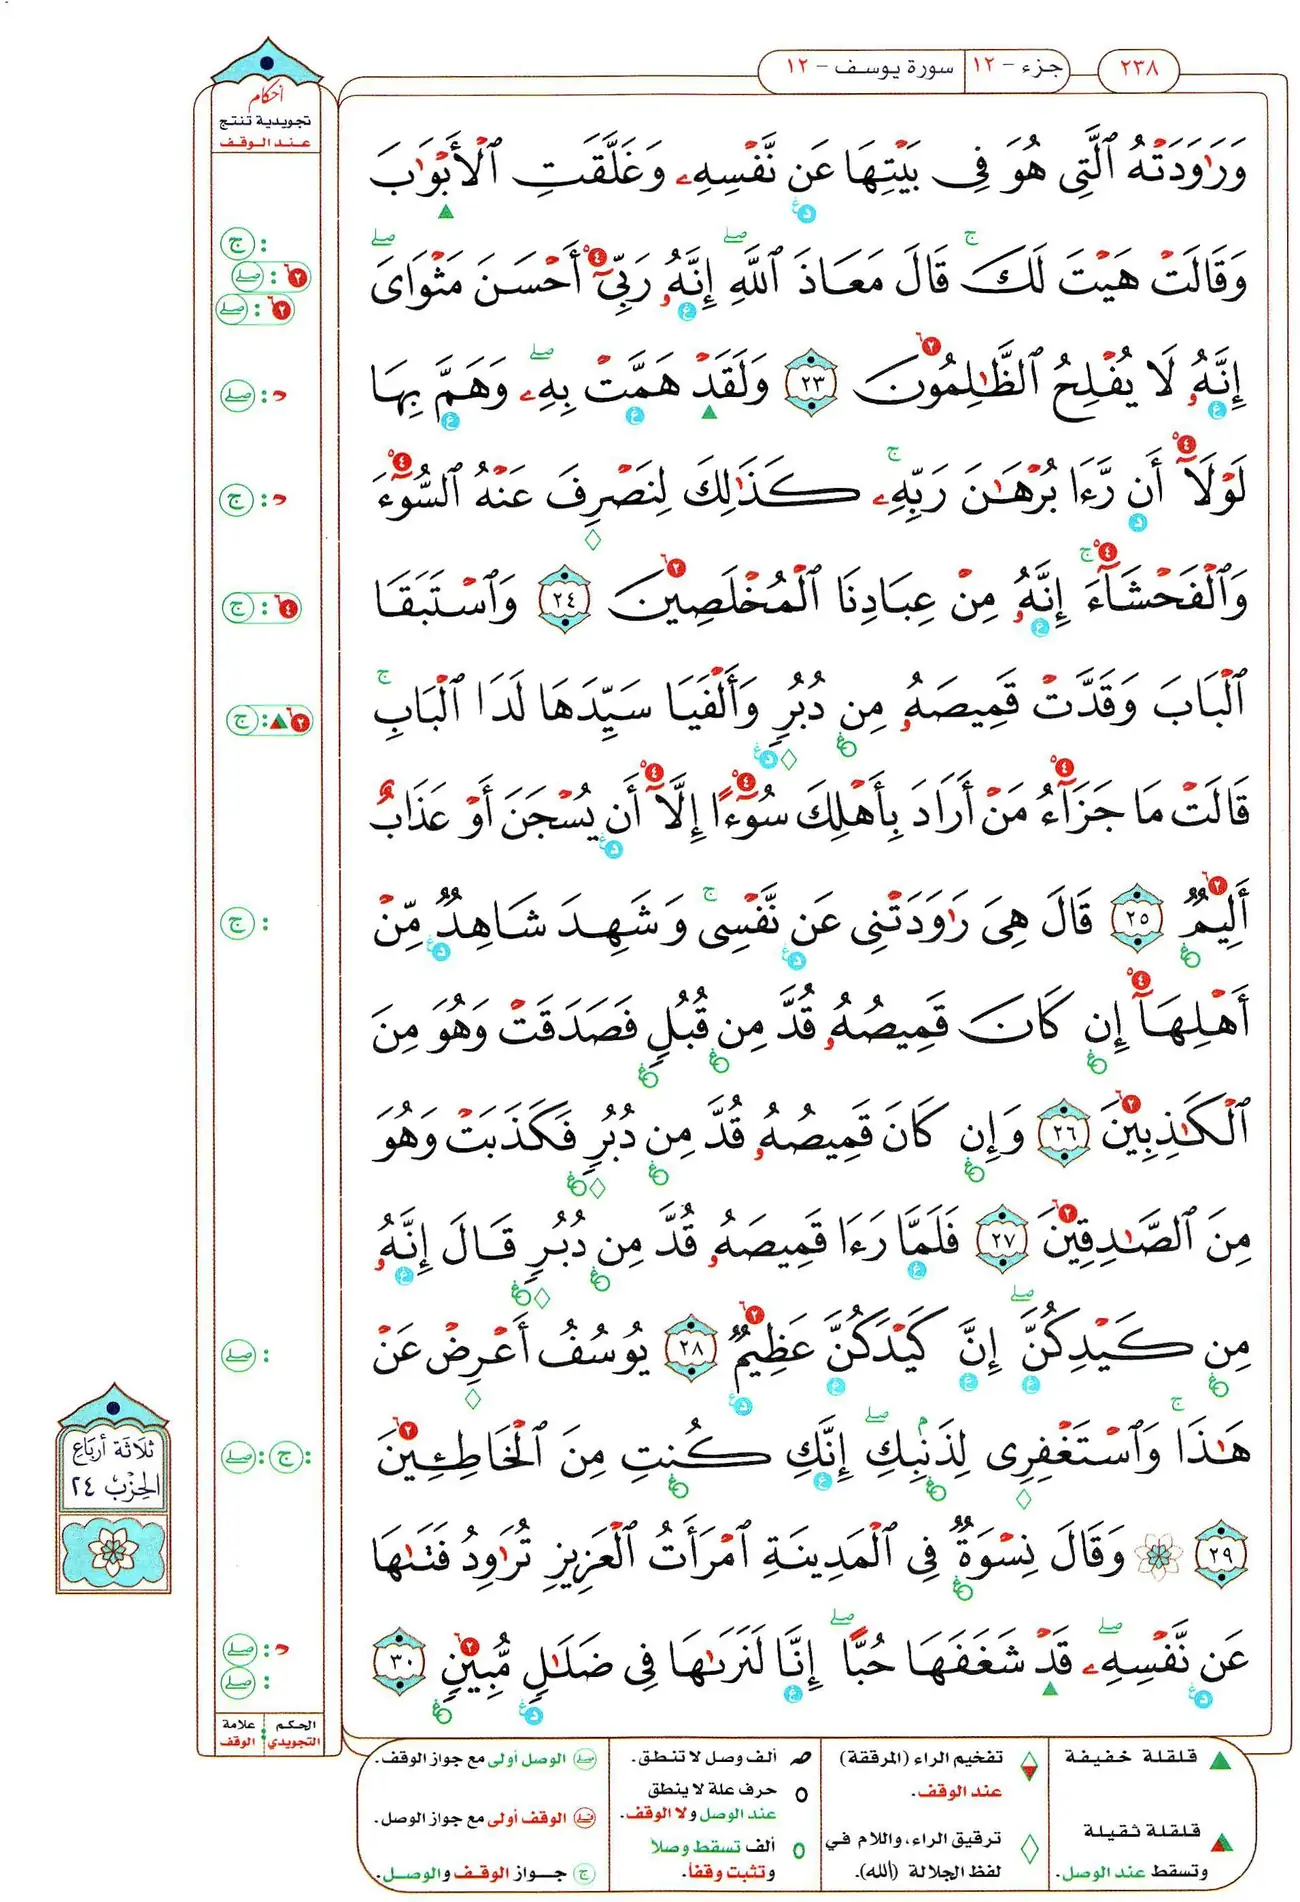 ٢٣٨
جزء - ١٢
سورة يوسف - ١٢
أحكام
تجويدية تنتج
عند الوقف
وَرَٰوَدَتْهُ ٱلَّتِى هُوَ فِى بَيْتِهَا عَن نَّفْسِهِۦ وَغَلَّقَتِ ٱلْأَبْوَٰبَ
وَقَالَتْ هَيْتَ لَكَ ۚ قَالَ مَعَاذَ ٱللَّهِ ۖ إِنَّهُۥ رَبِّىٓ أَحْسَنَ مَثْوَاىَ ۖ
إِنَّهُۥ لَا يُفْلِحُ ٱلظَّٰلِمُونَ ٢٣ وَلَقَدْ هَمَّتْ بِهِۦ ۖ وَهَمَّ بِهَا
لَوْلَآ أَن رَّءَا بُرْهَٰنَ رَبِّهِۦ ۚ كَذَٰلِكَ لِنَصْرِفَ عَنْهُ ٱلسُّوٓءَ
وَٱلْفَحْشَآءَ ۚ إِنَّهُۥ مِنْ عِبَادِنَا ٱلْمُخْلَصِينَ ٢٤ وَٱسْتَبَقَا
ٱلْبَابَ وَقَدَّتْ قَمِيصَهُۥ مِن دُبُرٍ وَأَلْفَيَا سَيِّدَهَا لَدَا ٱلْبَابِ ۚ
قَالَتْ مَا جَزَآءُ مَنْ أَرَادَ بِأَهْلِكَ سُوٓءًا إِلَّآ أَن يُسْجَنَ أَوْ عَذَابٌ
أَلِيمٌ ٢٥ قَالَ هِىَ رَٰوَدَتْنِى عَن نَّفْسِى ۚ وَشَهِدَ شَاهِدٌ مِّنْ
أَهْلِهَآ إِن كَانَ قَمِيصُهُۥ قُدَّ مِن قُبُلٍ فَصَدَقَتْ وَهُوَ مِنَ
ٱلْكَٰذِبِينَ ٢٦ وَإِن كَانَ قَمِيصُهُۥ قُدَّ مِن دُبُرٍ فَكَذَبَتْ وَهُوَ
مِنَ ٱلصَّٰدِقِينَ ٢٧ فَلَمَّا رَءَا قَمِيصَهُۥ قُدَّ مِن دُبُرٍ قَالَ إِنَّهُۥ
مِن كَيْدِكُنَّ ۖ إِنَّ كَيْدَكُنَّ عَظِيمٌ ٢٨ يُوسُفُ أَعْرِضْ عَنْ
هَٰذَا ۚ وَٱسْتَغْفِرِى لِذَنۢبِكِ ۖ إِنَّكِ كُنتِ مِنَ ٱلْخَاطِـِٔينَ
٢٩ وَقَالَ نِسْوَةٌ فِى ٱلْمَدِينَةِ ٱمْرَأَتُ ٱلْعَزِيزِ تُرَٰوِدُ فَتَىٰهَا
عَن نَّفْسِهِۦ ۖ قَدْ شَغَفَهَا حُبًّا ۖ إِنَّا لَنَرَىٰهَا فِى ضَلَٰلٍ مُّبِينٍ ٣٠
ثلاثة أرباع
الحزب ٢٤
الحكم التجويدي : علامة الوقف
قلقلة خفيفة
قلقلة ثقيلة
وتسقط عند الوصل.
تفخيم الراء (المرققة)
عند الوقف.
ترقيق الراء، واللام في
لفظ الجلالة (الله).
ألف وصل لا تنطق.
حرف علة لا ينطق
عند الوصل ولا الوقف.
ألف تسقط وصلاً
وتثبت وقفاً.
صلے الوصل أولى مع جواز الوقف.
قلے الوقف أولى مع جواز الوصل.
ج جـواز الوقف والوصـل.